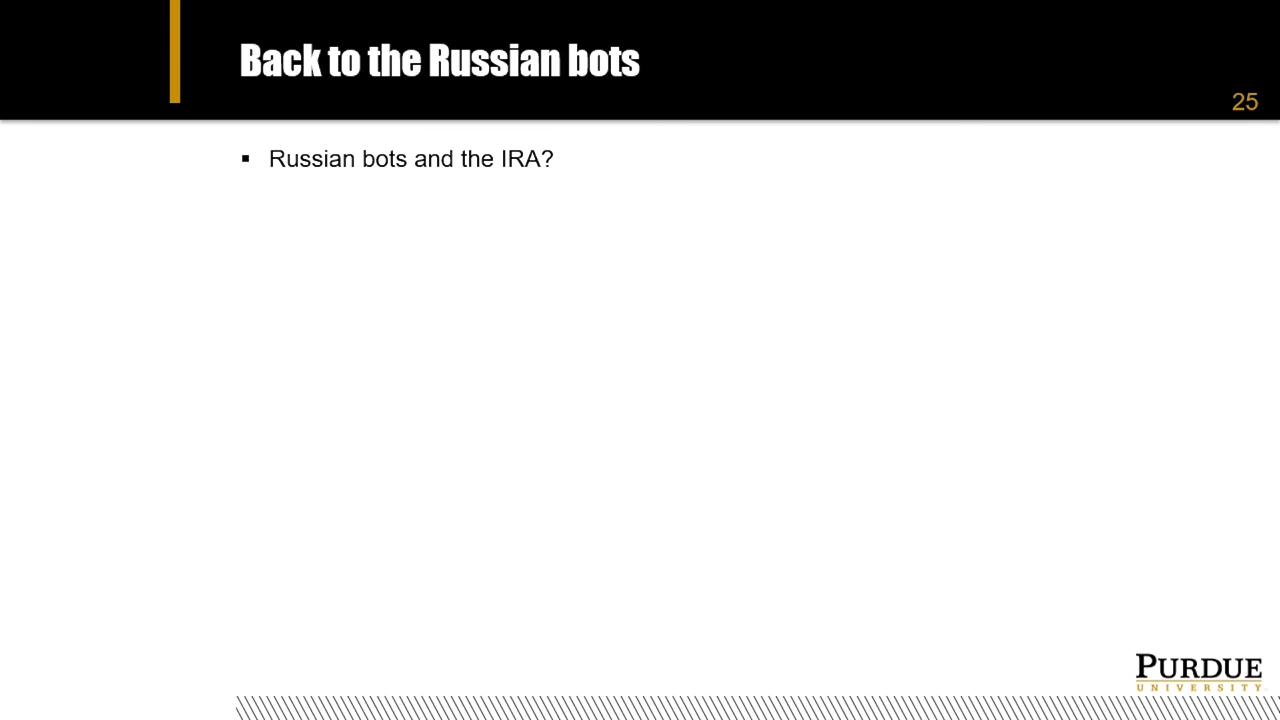 Back to the Russian bots
25
▪ Russian bots and the IRA?
PURDUE
UNIVERSITY